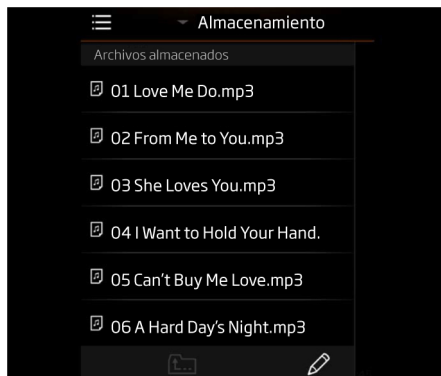 Almacenamiento
Archivos almacenados
01 Love Me Do.mp3
02 From Me to You.mp3
03 She Loves You.mp3
04 I Want to Hold Your Hand.
05 Can't Buy Me Love.mp3
06 A Hard Day's Night.mp3